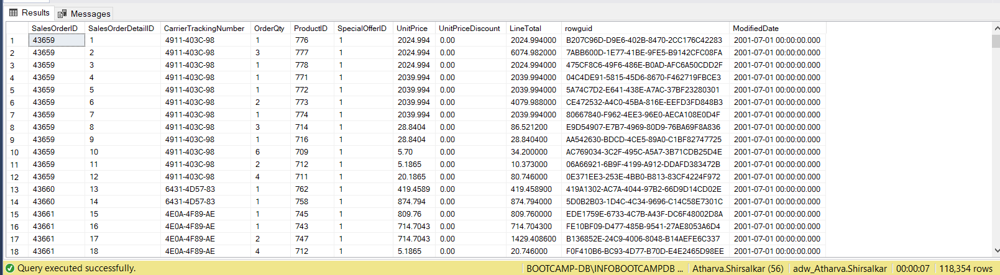 Results Messages
SalesOrderID SalesOrderDetailID CarrierTrackingNumber OrderQty ProductID SpecialOfferID UnitPrice UnitPriceDiscount LineTotal rowguid ModifiedDate
1 43659 1 4911-403C-98 1 776 1 2024.994 0.00 2024.994000 B207C96D-D9E6-402B-8470-2CC176C42283 2001-07-01 00:00:00.000
2 43659 2 4911-403C-98 3 777 1 2024.994 0.00 6074.982000 7ABB600D-1E77-41BE-9FE5-B9142CFC08FA 2001-07-01 00:00:00.000
3 43659 3 4911-403C-98 1 778 1 2024.994 0.00 2024.994000 475CF8C6-49F6-486E-B0AD-AFC6A50CDD2F 2001-07-01 00:00:00.000
4 43659 4 4911-403C-98 1 771 1 2039.994 0.00 2039.994000 04C4DE91-5815-45D6-8670-F462719FBCE3 2001-07-01 00:00:00.000
5 43659 5 4911-403C-98 1 772 1 2039.994 0.00 2039.994000 5A74C7D2-E641-438E-A7AC-37BF23280301 2001-07-01 00:00:00.000
6 43659 6 4911-403C-98 2 773 1 2039.994 0.00 4079.988000 CE472532-A4C0-45BA-816E-EEFD3FD848B3 2001-07-01 00:00:00.000
7 43659 7 4911-403C-98 1 774 1 2039.994 0.00 2039.994000 80667840-F962-4EE3-96E0-AECA108E0D4F 2001-07-01 00:00:00.000
8 43659 8 4911-403C-98 3 714 1 28.8404 0.00 86.521200 E9D54907-E7B7-4969-80D9-76BA69F8A836 2001-07-01 00:00:00.000
9 43659 9 4911-403C-98 1 716 1 28.8404 0.00 28.840400 AA542630-BDCD-4CE5-89A0-C1BF82747725 2001-07-01 00:00:00.000
10 43659 10 4911-403C-98 6 709 1 5.70 0.00 34.200000 AC769034-3C2F-495C-A5A7-3B71CDB25D4E 2001-07-01 00:00:00.000
11 43659 11 4911-403C-98 2 712 1 5.1865 0.00 10.373000 06A66921-6B9F-4199-A912-DDAFD383472B 2001-07-01 00:00:00.000
12 43659 12 4911-403C-98 4 711 1 20.1865 0.00 80.746000 0E371EE3-253E-4BB0-B813-83CF4224F972 2001-07-01 00:00:00.000
13 43660 13 6431-4D57-83 1 762 1 419.4589 0.00 419.458900 419A1302-AC7A-4044-97B2-66D9D14CD02E 2001-07-01 00:00:00.000
14 43660 14 6431-4D57-83 1 758 1 874.794 0.00 874.794000 5D0B2B03-1D4C-4C34-9696-C14C58E7301C 2001-07-01 00:00:00.000
15 43661 15 4E0A-4F89-AE 1 745 1 809.76 0.00 809.760000 EDE1759E-6733-4C7B-A43F-DC6F48002D8A 2001-07-01 00:00:00.000
16 43661 16 4E0A-4F89-AE 1 743 1 714.7043 0.00 714.704300 FE10BF09-D477-485B-9541-27AE8053A6D4 2001-07-01 00:00:00.000
17 43661 17 4E0A-4F89-AE 2 747 1 714.7043 0.00 1429.408600 B136852E-24C9-4006-8048-B14AEFE6C337 2001-07-01 00:00:00.000
18 43661 18 4E0A-4F89-AE 4 712 1 5.1865 0.00 20.746000 F0F410B6-BC93-4D77-B70D-E4E2465D98EE 2001-07-01 00:00:00.000
Query executed successfully. BOOTCAMP-DB\INFOBOOTCAMPDB ... Atharva.Shirsalkar (56) adw_Atharva.Shirsalkar 00:00:07 118,354 rows